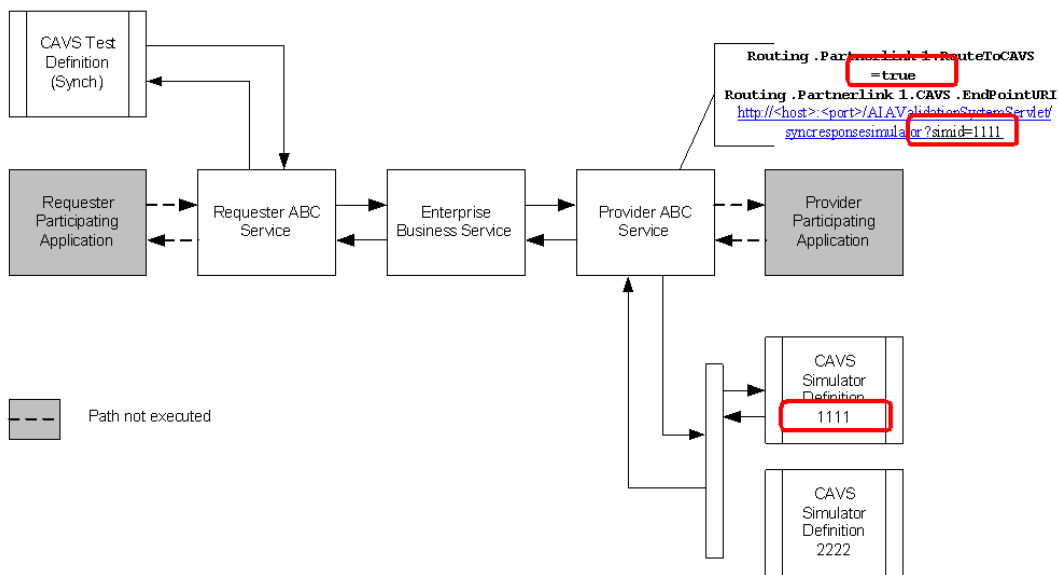 CAVS Test
Definition
(Synch)
Routing .Partnerlink 1.RouteToCAVS
=true
Routing .Partnerlink 1.CAVS .EndPointURI
http://<host>:<port>/AIAValidationSystemServlet/
syncresponsesimulator?simid=1111
Requester
Participating
Application
Requester ABC
Service
Enterprise
Business Service
Provider ABC
Service
Provider
Participating
Application
CAVS
Simulator
Definition
1111
Path not executed
CAVS
Simulator
Definition
2222